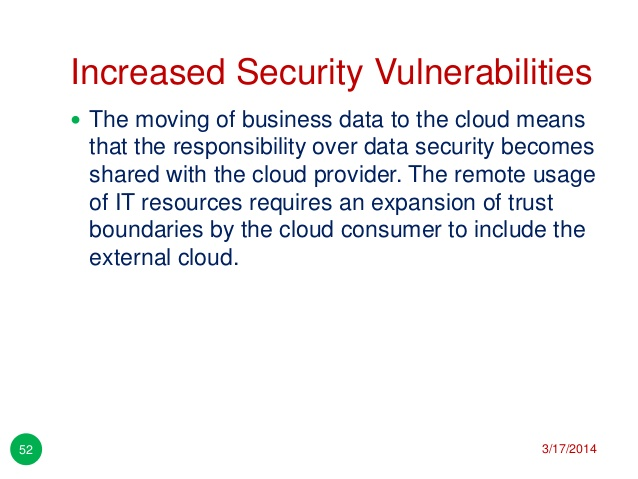 Increased Security Vulnerabilities
• The moving of business data to the cloud means
that the responsibility over data security becomes
shared with the cloud provider. The remote usage
of IT resources requires an expansion of trust
boundaries by the cloud consumer to include the
external cloud.
52
3/17/2014